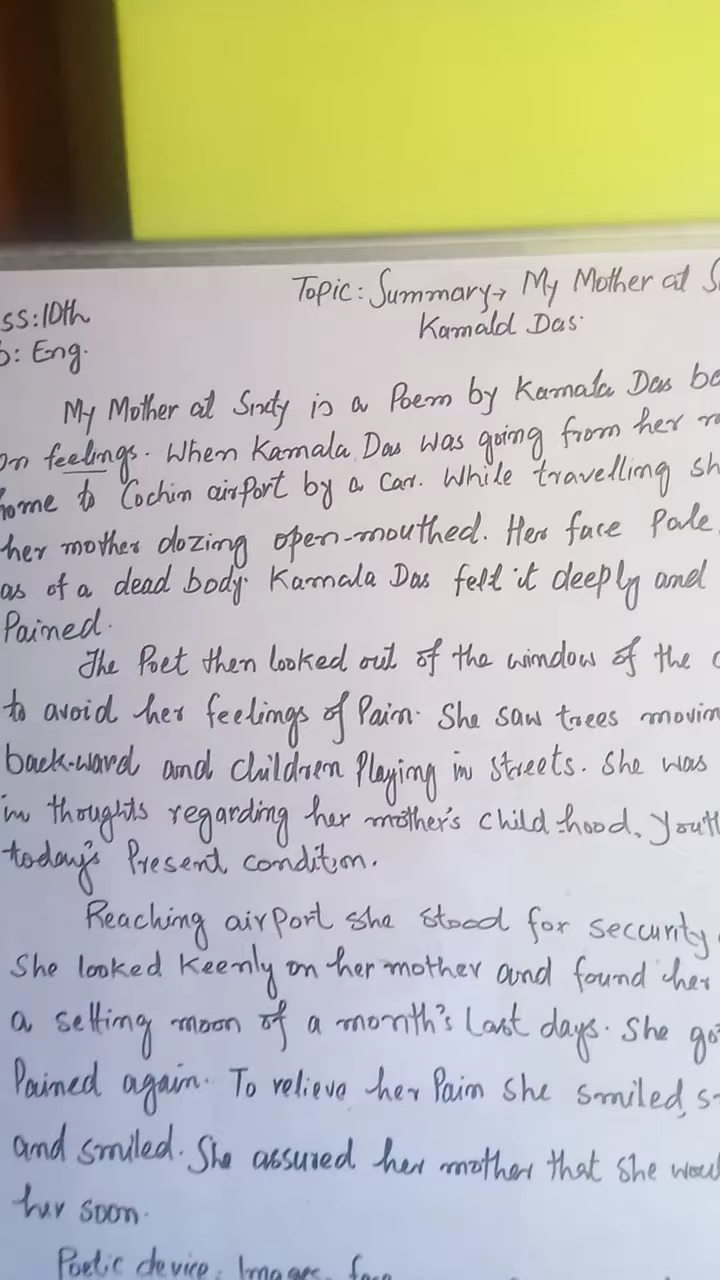 Topic: Summary→ My Mother at
ss: 10th
Kamald Das.
: Eng.
My Mother at Sixty is a Poem by Kamala Das
on feelings. When Kamala Das was going from her
home to Cochin airport by a Car. While travelling
her mother dozing open-mouthed. Her face Pale
as of a dead body. Kamala Das felt it deeply and
Pained.
The Poet then looked out of the window of the
to avoid her feelings of Pain. She saw trees movin
back-ward and children Playing in streets. She was
in thoughts regarding her mother's child-hood,
today's Present condition.
Reaching airport she stood for security
She looked Keenly on her mother and found her
a setting moon of a month's Last days. She
Pained again. To relieve her Pain she smiled,
and smiled. She assured her mother that she
her soon.
Poetic device